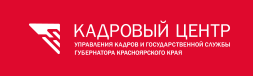 КАДРОВЫЙ ЦЕНТР
УПРАВЛЕНИЯ КАДРОВ И ГОСУДАРСТВЕННОЙ СЛУЖБЫ
ГУБЕРНАТОРА КРАСНОЯРСКОГО КРАЯ